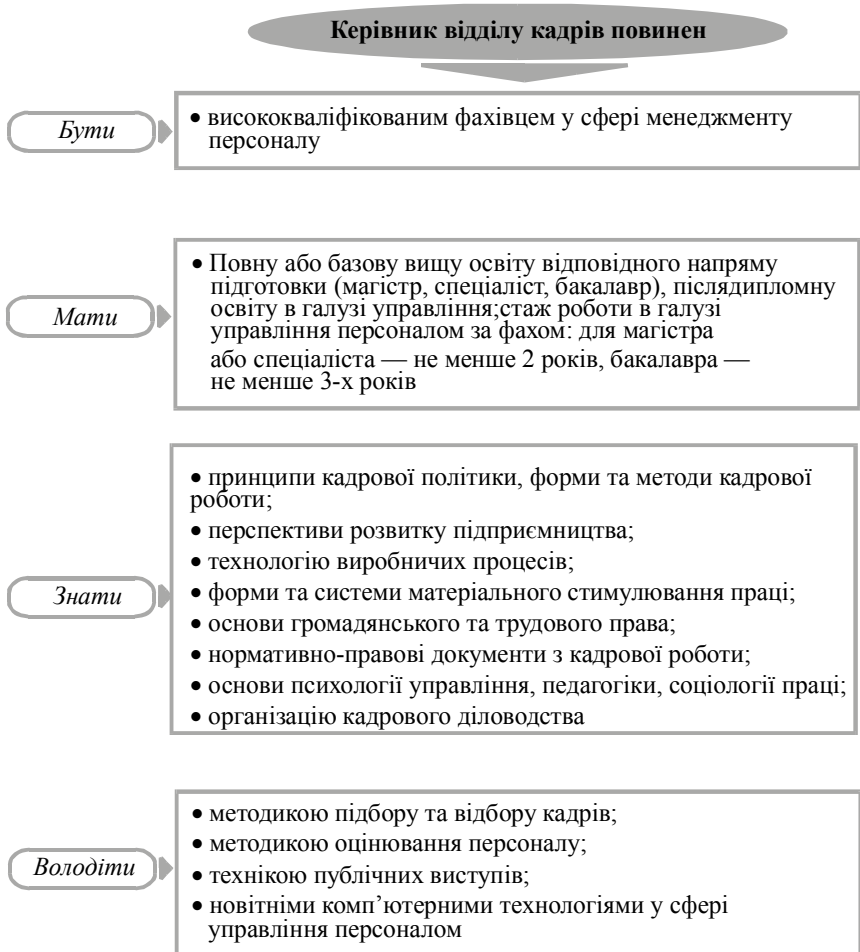 Керівник відділу кадрів повинен
Бути
• висококваліфікованим фахівцем у сфері менеджменту
персоналу
Мати
• Повну або базову вищу освіту відповідного напряму
підготовки (магістр, спеціаліст, бакалавр), післядипломну
освіту в галузі управління;стаж роботи в галузі
управління персоналом за фахом: для магістра
або спеціаліста — не менше 2 років, бакалавра —
не менше 3-х років
Знати
• принципи кадрової політики, форми та методи кадрової
роботи;
• перспективи розвитку підприємництва;
• технологію виробничих процесів;
• форми та системи матеріального стимулювання праці;
• основи громадянського та трудового права;
• нормативно-правові документи з кадрової роботи;
• основи психології управління, педагогіки, соціології праці;
• організацію кадрового діловодства
Володіти
• методикою підбору та відбору кадрів;
• методикою оцінювання персоналу;
• технікою публічних виступів;
• новітніми комп’ютерними технологіями у сфері
управління персоналом